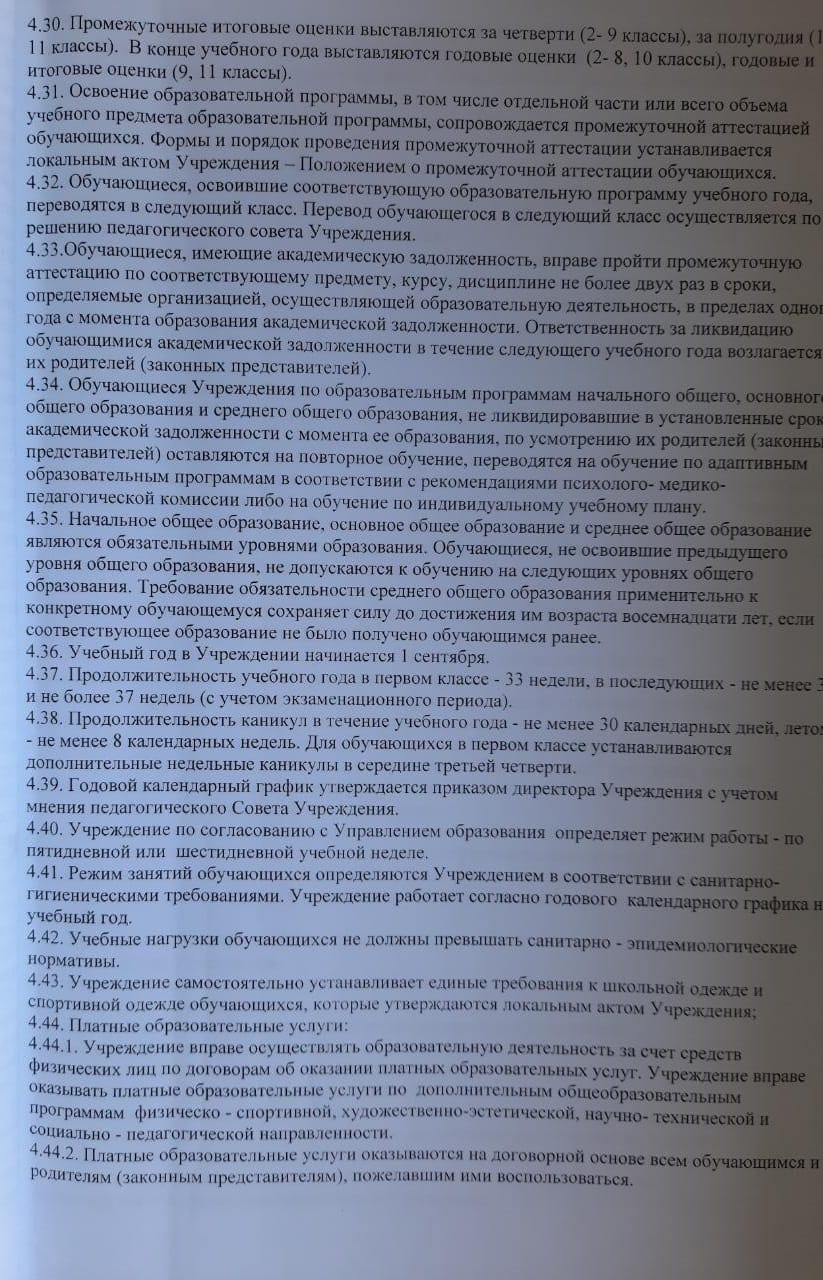 4.30. Промежуточные итоговые оценки выставляются за четверти (2- 9 классы), за полугодия (1
11 классы). В конце учебного года выставляются годовые оценки (2- 8, 10 классы), годовые и
итоговые оценки (9, 11 классы).
4.31. Освоение образовательной программы, в том числе отдельной части или всего объема
учебного предмета образовательной программы, сопровождается промежуточной аттестацией
обучающихся. Формы и порядок проведения промежуточной аттестации устанавливается
локальным актом Учреждения – Положением о промежуточной аттестации обучающихся.
4.32. Обучающиеся, освоившие соответствующую образовательную программу учебного года,
переводятся в следующий класс. Перевод обучающегося в следующий класс осуществляется по
решению педагогического совета Учреждения.
4.33.Обучающиеся, имеющие академическую задолженность, вправе пройти промежуточную
аттестацию по соответствующему предмету, курсу, дисциплине не более двух раз в сроки,
определяемые организацией, осуществляющей образовательную деятельность, в пределах одног
года с момента образования академической задолженности. Ответственность за ликвидацию
обучающимися академической задолженности в течение следующего учебного года возлагается
их родителей (законных представителей).
4.34. Обучающиеся Учреждения по образовательным программам начального общего, основного
общего образования и среднего общего образования, не ликвидировавшие в установленные срок
академической задолженности с момента ее образования, по усмотрению их родителей (законны
представителей) оставляются на повторное обучение, переводятся на обучение по адаптивным
образовательным программам в соответствии с рекомендациями психолого- медико-
педагогической комиссии либо на обучение по индивидуальному учебному плану.
4.35. Начальное общее образование, основное общее образование и среднее общее образование
являются обязательными уровнями образования. Обучающиеся, не освоившие предыдущего
уровня общего образования, не допускаются к обучению на следующих уровнях общего
образования. Требование обязательности среднего общего образования применительно к
конкретному обучающемуся сохраняет силу до достижения им возраста восемнадцати лет, если
соответствующее образование не было получено обучающимся ранее.
4.36. Учебный год в Учреждении начинается 1 сентября.
4.37. Продолжительность учебного года в первом классе - 33 недели, в последующих - не менее 3
и не более 37 недель (с учетом экзаменационного периода).
4.38. Продолжительность каникул в течение учебного года - не менее 30 календарных дней, летом
- не менее 8 календарных недель. Для обучающихся в первом классе устанавливаются
дополнительные недельные каникулы в середине третьей четверти.
4.39. Годовой календарный график утверждается приказом директора Учреждения с учетом
мнения педагогического Совета Учреждения.
4.40. Учреждение по согласованию с Управлением образования определяет режим работы - по
пятидневной или шестидневной учебной неделе.
4.41. Режим занятий обучающихся определяются Учреждением в соответствии с санитарно-
гигиеническими требованиями. Учреждение работает согласно годового календарного графика н
учебный год.
4.42. Учебные нагрузки обучающихся не должны превышать санитарно - эпидемиологические
нормативы.
4.43. Учреждение самостоятельно устанавливает единые требования к школьной одежде и
спортивной одежде обучающихся, которые утверждаются локальным актом Учреждения;
4.44. Платные образовательные услуги:
4.44.1. Учреждение вправе осуществлять образовательную деятельность за счет средств
физических лиц по договорам об оказании платных образовательных услуг. Учреждение вправе
оказывать платные образовательные услуги по дополнительным общеобразовательным
программам физическо - спортивной, художественно-эстетической, научно- технической и
социально - педагогической направленности.
4.44.2. Платные образовательные услуги оказываются на договорной основе всем обучающимся и
родителям (законным представителям), пожелавшим ими воспользоваться.